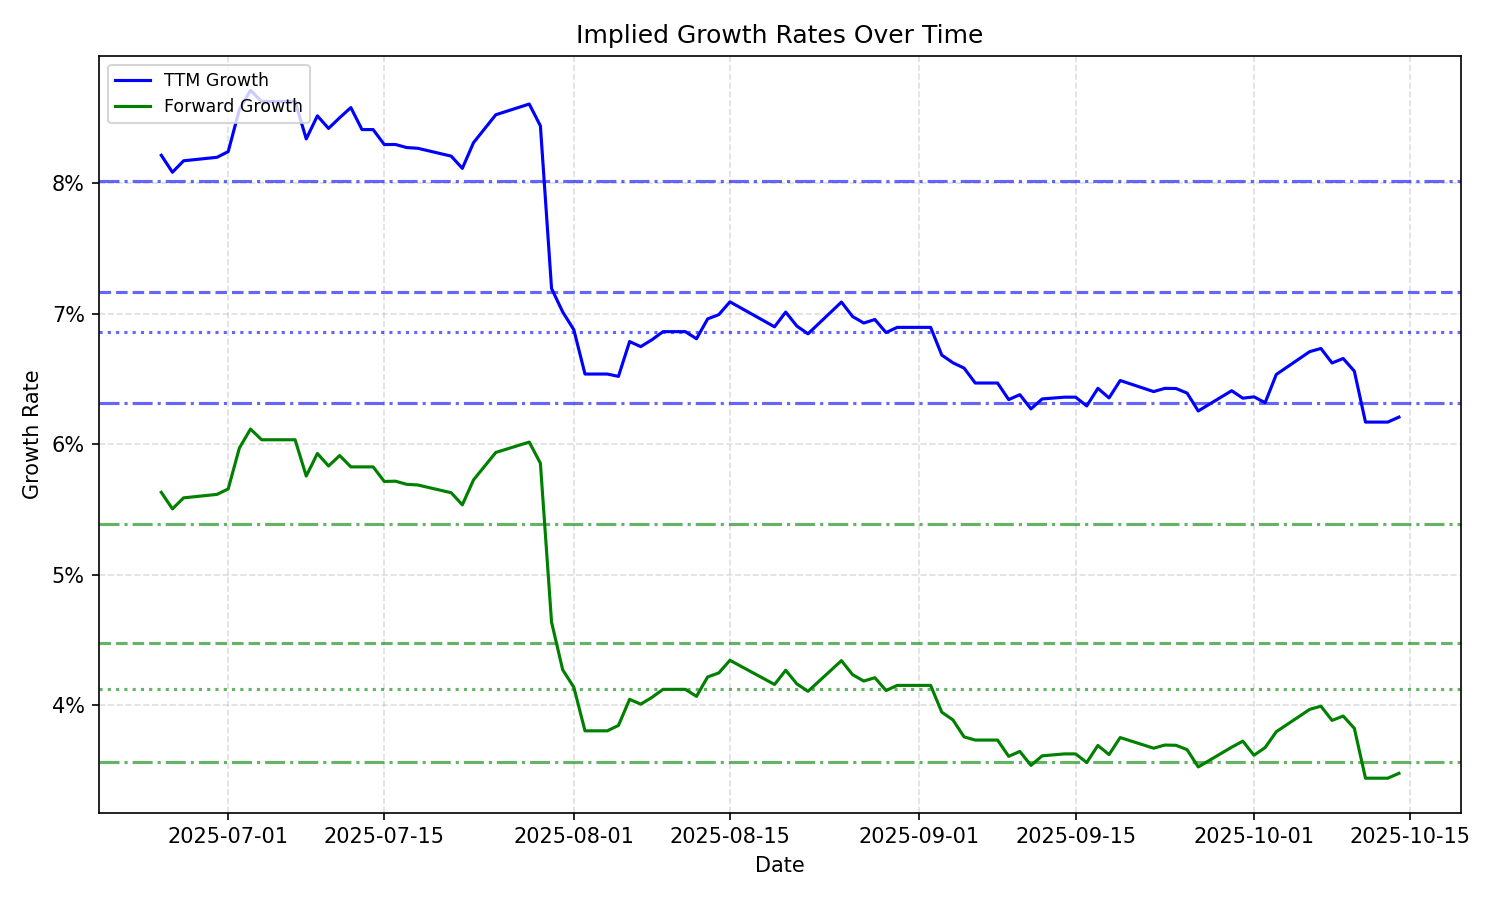 Implied Growth Rates Over Time
TTM Growth
Forward Growth
8%
7%
6%
5%
4%
Growth Rate
2025-07-01
2025-07-15
2025-08-01
2025-08-15
2025-09-01
2025-09-15
2025-10-01
2025-10-15
Date